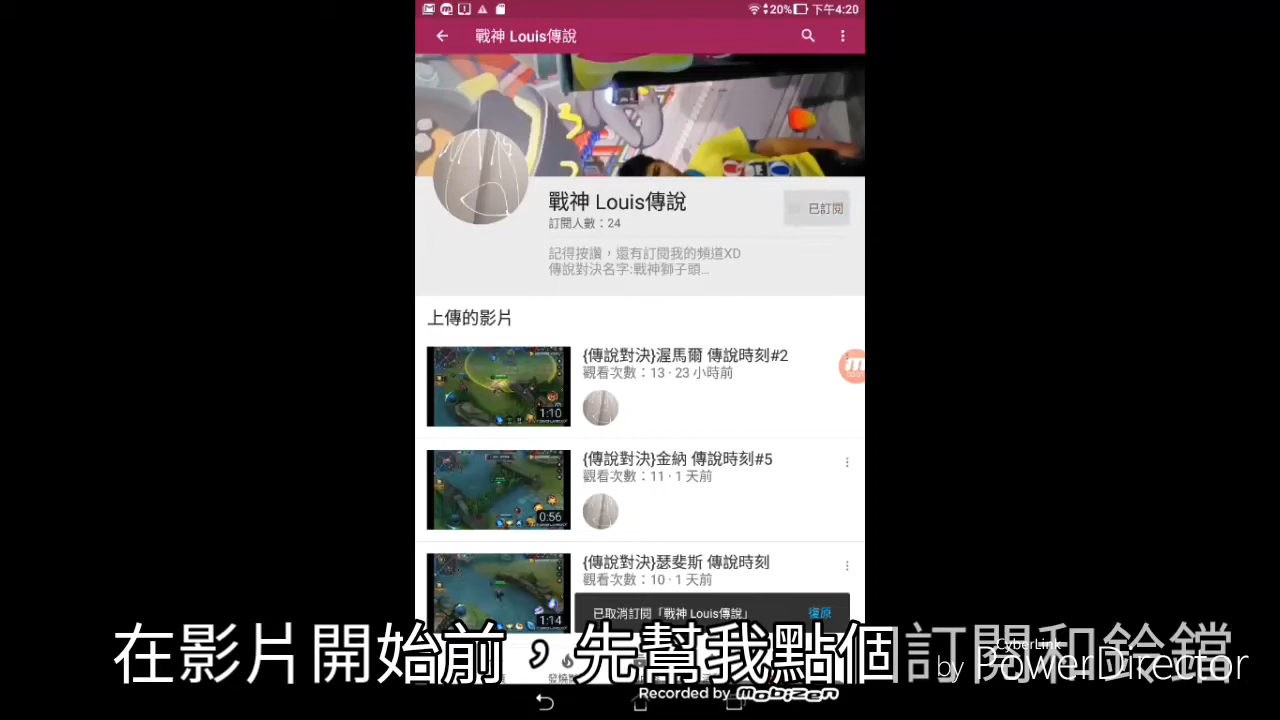 20% 下午4:20
戰神 Louis傳說
戰神 Louis傳說
訂閱人數：24
已訂閱
記得按讚，還有訂閱我的頻道XD
傳說對決名字:戰神獅子頭...
上傳的影片
{傳說對決}渥馬爾 傳說時刻#2
觀看次數：13 · 23 小時前
1:10
{傳說對決}金納 傳說時刻#5
觀看次數：11 · 1 天前
0:56
{傳說對決}瑟斐斯 傳說時刻
觀看次數：10 · 1 天前
1:14
已取消訂閱「戰神 Louis傳說」
復原
在影片開始前，先幫我點個訂閱和鈴鐺
CyberLink
by PowerDirector
Recorded by mobizen